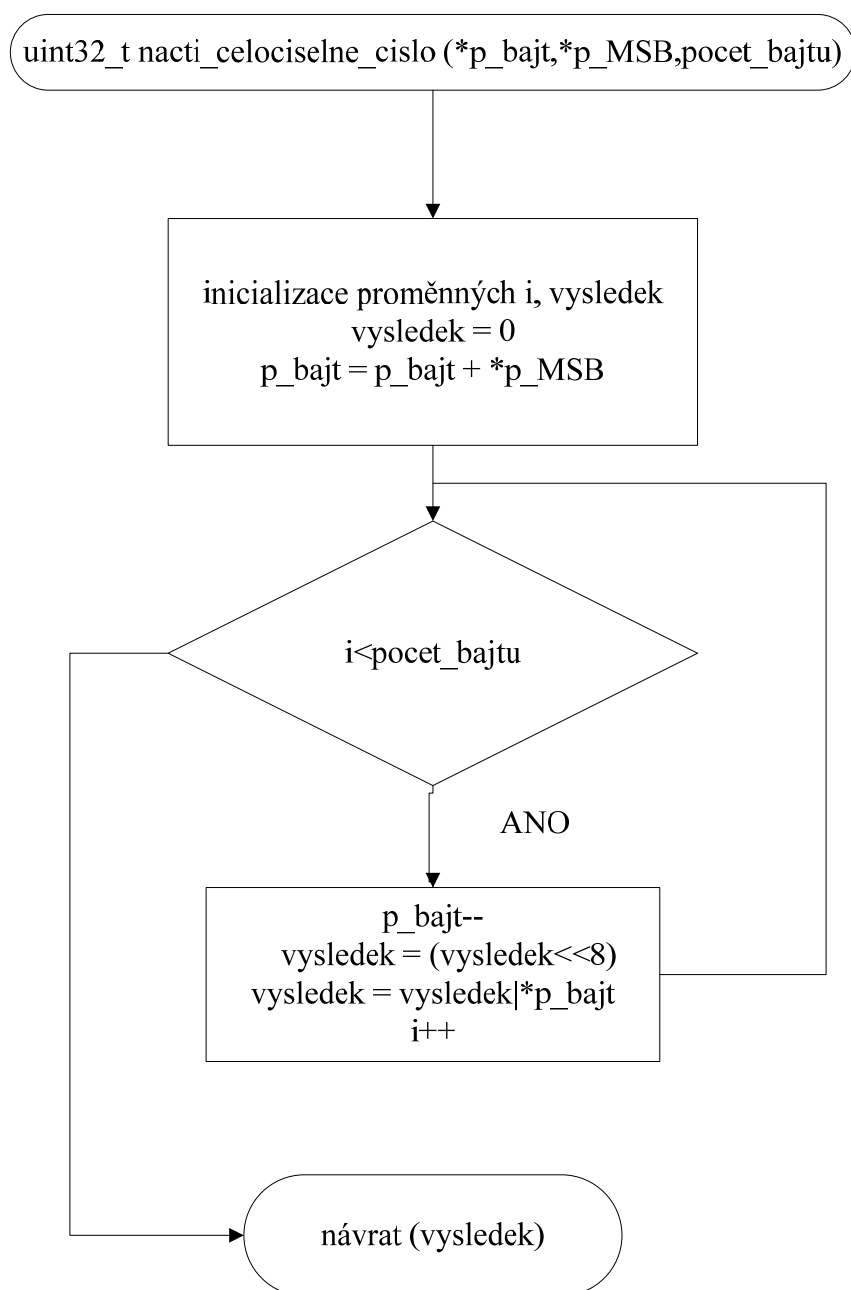 uint32_t nacti_celociselne_cislo (*p_bajt,*p_MSB,pocet_bajtu)
inicializace proměnných i, vysledek
vysledek = 0
p_bajt = p_bajt + *p_MSB
i<pocet_bajtu
ANO
p_bajt--
vysledek = (vysledek<<8)
vysledek = vysledek|*p_bajt
i++
návrat (vysledek)